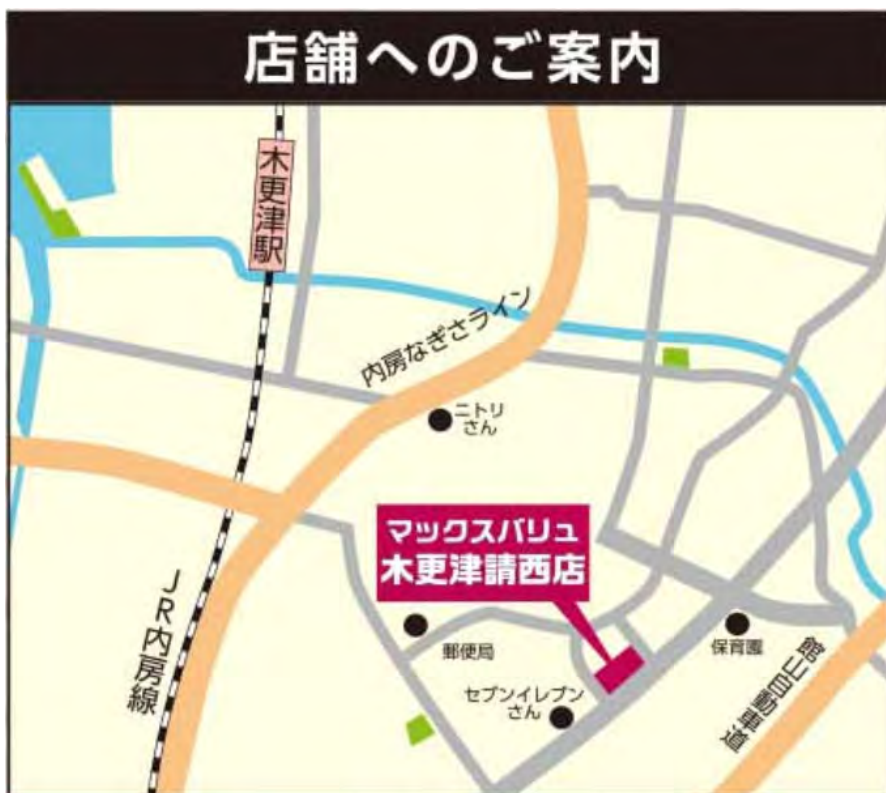 店舗へのご案内
木更津駅
内房なぎさライン
ニトリ
さん
マックスバリュ
木更津請西店
JR内房線
郵便局
保育園
セブンイレブン
さん
館山自動車道